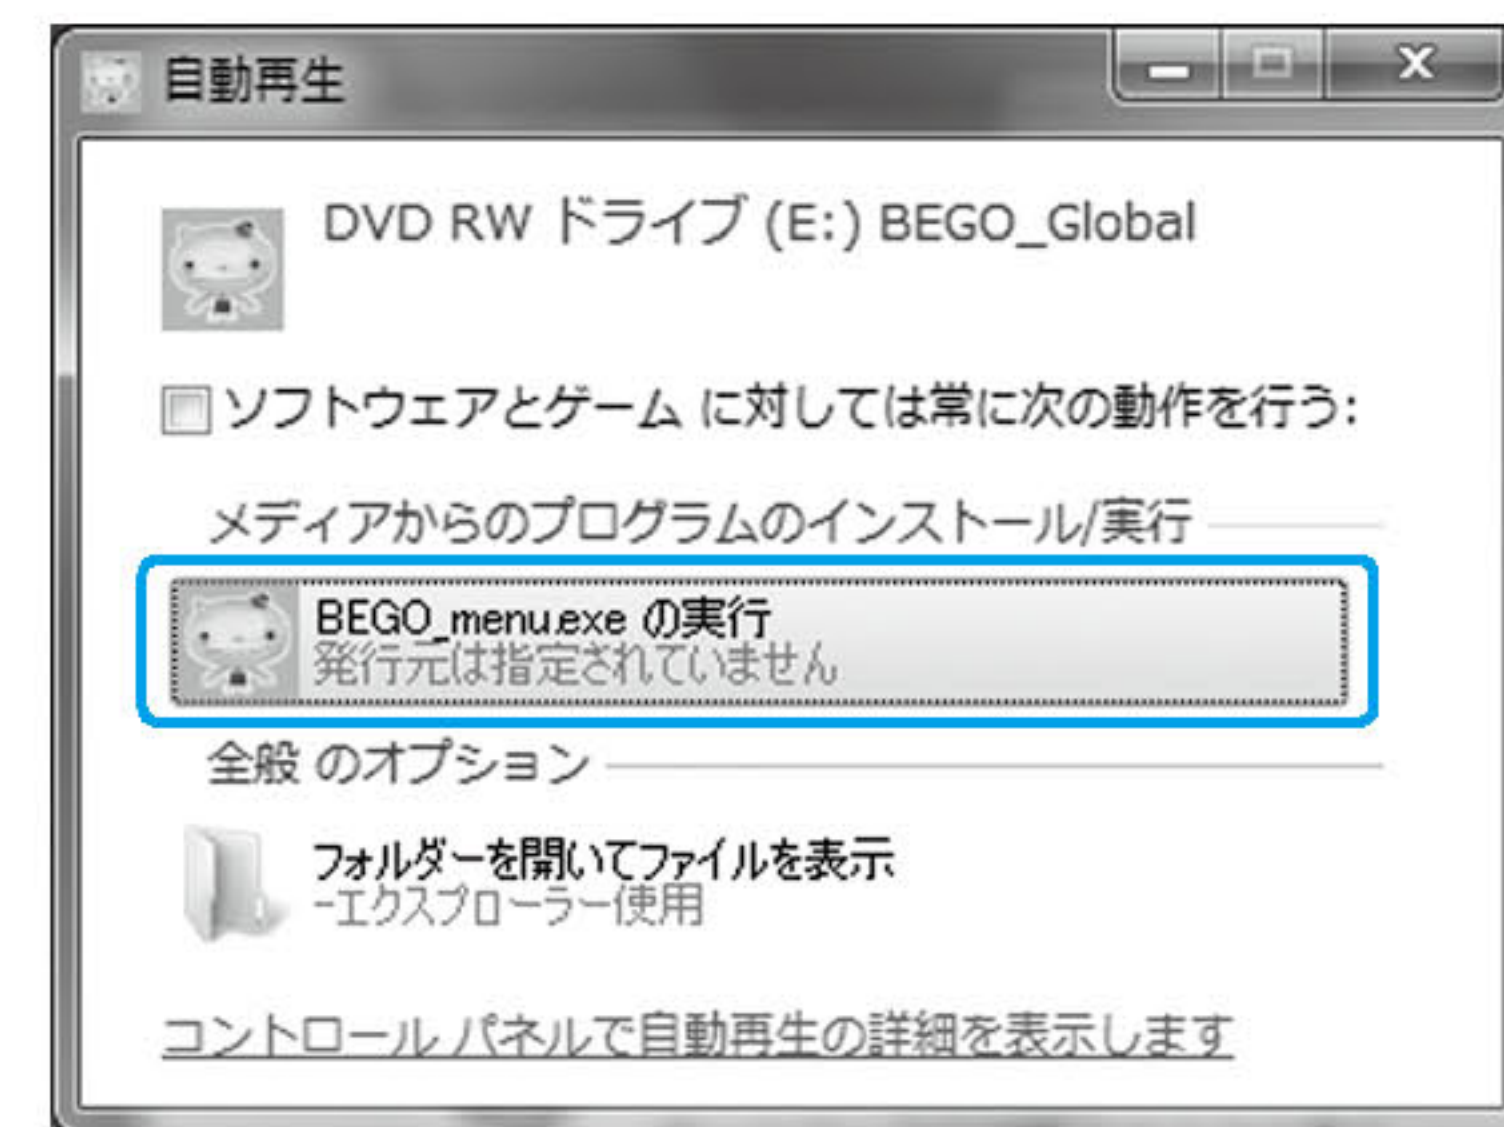 自動再生
DVD RW ドライブ (E:) BEGO_Global
ソフトウェアとゲーム に対しては常に次の動作を行う:
メディアからのプログラムのインストール/実行
BEGO_menu.exe の実行
発行元は指定されていません
全般 のオプション
フォルダーを開いてファイルを表示
-エクスプローラー使用
コントロール パネルで自動再生の詳細を表示します